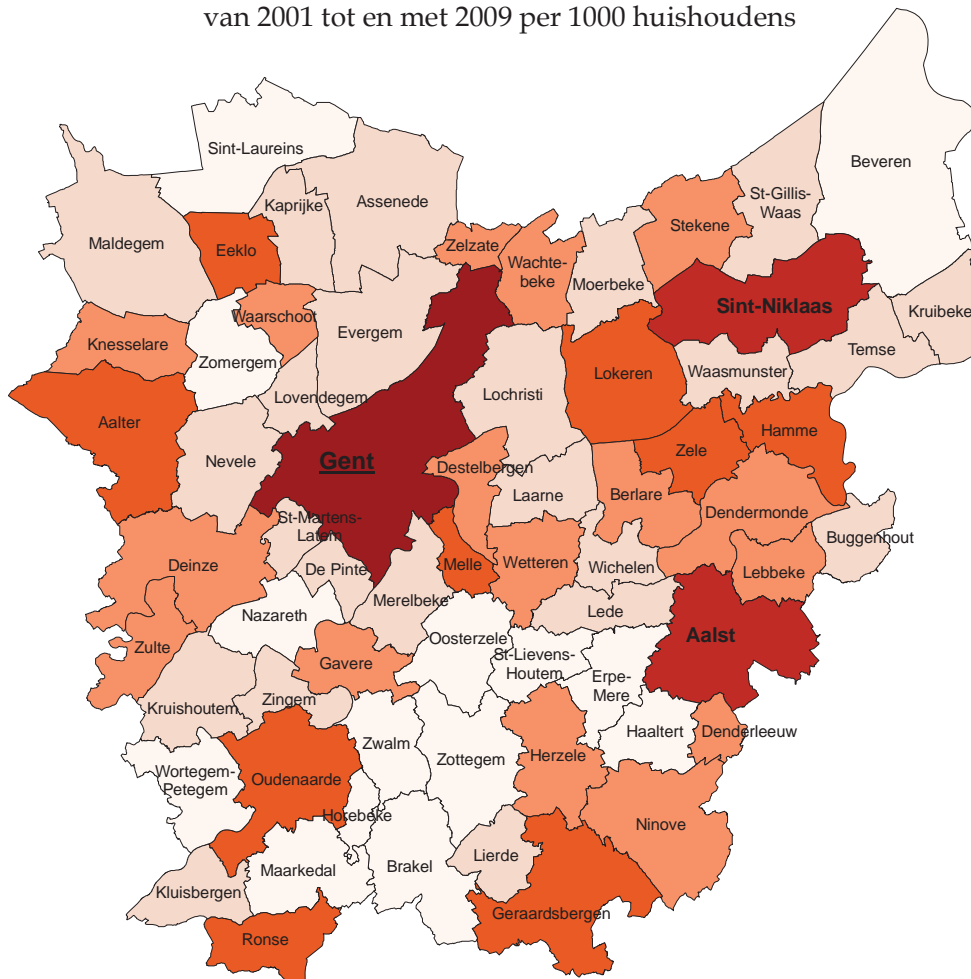 van 2001 tot en met 2009 per 1000 huishoudens
Sint-Laureins
Beveren
Assenede
Kaprijke
St-Gillis-
Waas
Stekene
Maldegem
Eeklo
Zelzate
Wachte-
beke
Moerbeke
Sint-Niklaas
Kruibeke
Waarschoot
Evergem
Knesselare
Zomergem
Temse
Waasmunster
Lokeren
Lochristi
Lovendegem
Aalter
Hamme
Zele
Nevele
Gent
Destelbergen
Laarne
Berlare
Dendermonde
St-Martens-
Latem
Buggenhout
Deinze
De Pinte
Melle
Wetteren
Wichelen
Lebbeke
Merelbeke
Nazareth
Lede
Oosterzele
Aalst
Zulte
Gavere
St-Lievens-
Houtem
Erpe-
Mere
Kruishoutem
Zingem
Haaltert
Denderleeuw
Zwalm
Zottegem
Herzele
Wortegem-
Petegem
Oudenaarde
Horebeke
Ninove
Lierde
Brakel
Maarkedal
Kluisbergen
Geraardsbergen
Ronse